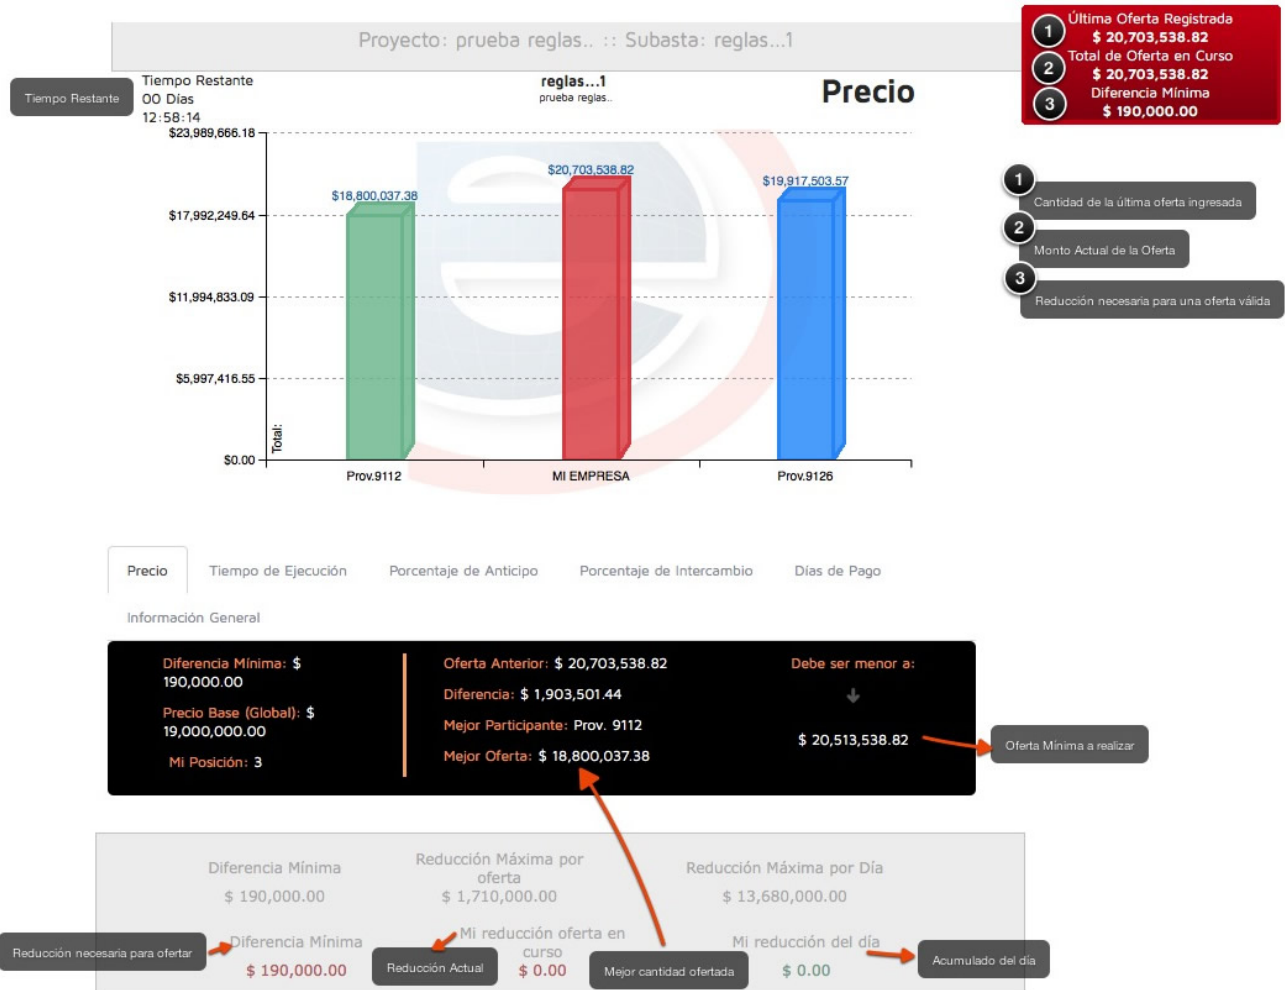 Proyecto: prueba reglas.. :: Subasta: reglas...1
1
Última Oferta Registrada
$ 20,703,538.82
2
Total de Oferta en Curso
$ 20,703,538.82
3
Diferencia Mínima
$ 190,000.00
Tiempo Restante
Tiempo Restante
00 Días
12:58:14
reglas...1
prueba reglas..
Precio
1
Cantidad de la última oferta ingresada
2
Monto Actual de la Oferta
3
Reducción necesaria para una oferta válida
$23,989,666.18
$17,992,249.64
$11,994,833.09
$5,997,416.55
$0.00
Total:
$18,800,037.38
$20,703,538.82
$19,917,503.57
Prov.9112
MI EMPRESA
Prov.9126
Precio
Tiempo de Ejecución
Porcentaje de Anticipo
Porcentaje de Intercambio
Días de Pago
Información General
Diferencia Mínima: $
190,000.00
Precio Base (Global): $
19,000,000.00
Mi Posición: 3
Oferta Anterior: $ 20,703,538.82
Diferencia: $ 1,903,501.44
Mejor Participante: Prov. 9112
Mejor Oferta: $ 18,800,037.38
Debe ser menor a:
$ 20,513,538.82
Oferta Mínima a realizar
Diferencia Mínima
$ 190,000.00
Reducción Máxima por
oferta
$ 1,710,000.00
Reducción Máxima por Día
$ 13,680,000.00
Reducción necesaria para ofertar
Diferencia Mínima
$ 190,000.00
Reducción Actual
Mi reducción oferta en
curso
$ 0.00
Mejor cantidad ofertada
Mi reducción del día
$ 0.00
Acumulado del día